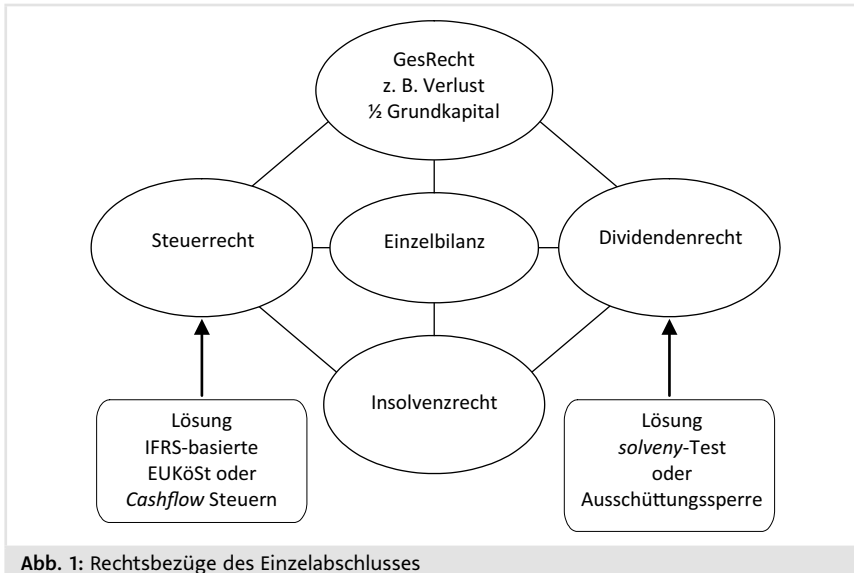 GesRecht
z. B. Verlust
½ Grundkapital
Steuerrecht
Einzelbilanz
Dividendenrecht
Insolvenzrecht
Lösung
IFRS-basierte
EUKöSt oder
Cashflow Steuern
Lösung
solveny-Test
oder
Ausschüttungssperre
Abb. 1: Rechtsbezüge des Einzelabschlusses